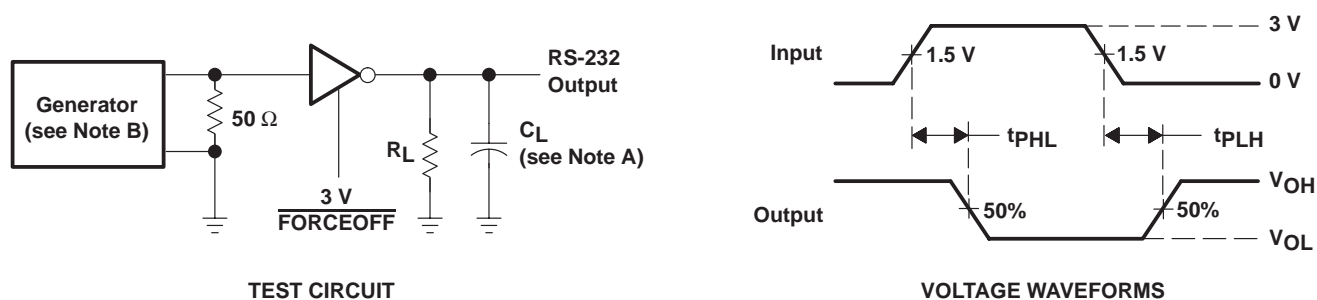 Generator
(see Note B)
50 Ω
3 V
FORCEOFF
RL
CL
(see Note A)
RS-232
Output
TEST CIRCUIT
Input
1.5 V
1.5 V
3 V
0 V
tPHL
tPLH
Output
50%
50%
VOH
VOL
VOLTAGE WAVEFORMS